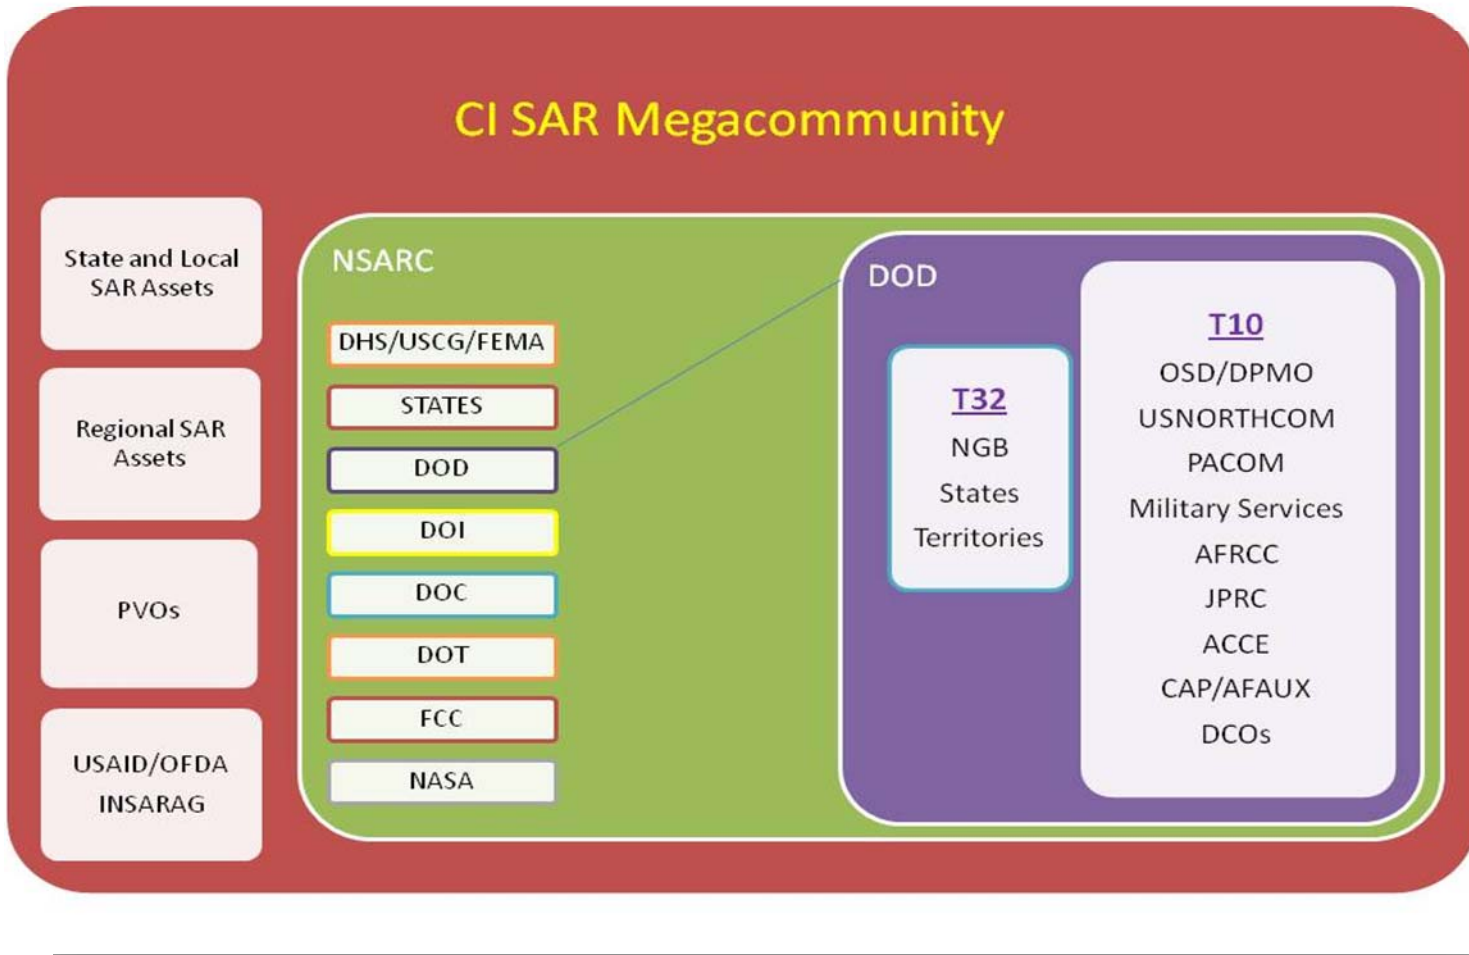 CI SAR Megacommunity
State and Local
SAR Assets
Regional SAR
Assets
PVOs
USAID/OFDA
INSARAG
NSARC
DHS/USCG/FEMA
STATES
DOD
DOI
DOC
DOT
FCC
NASA
DOD
T32
NGB
States
Territories
T10
OSD/DPMO
USNORTHCOM
PACOM
Military Services
AFRCC
JPRC
ACCE
CAP/AFAUX
DCOs